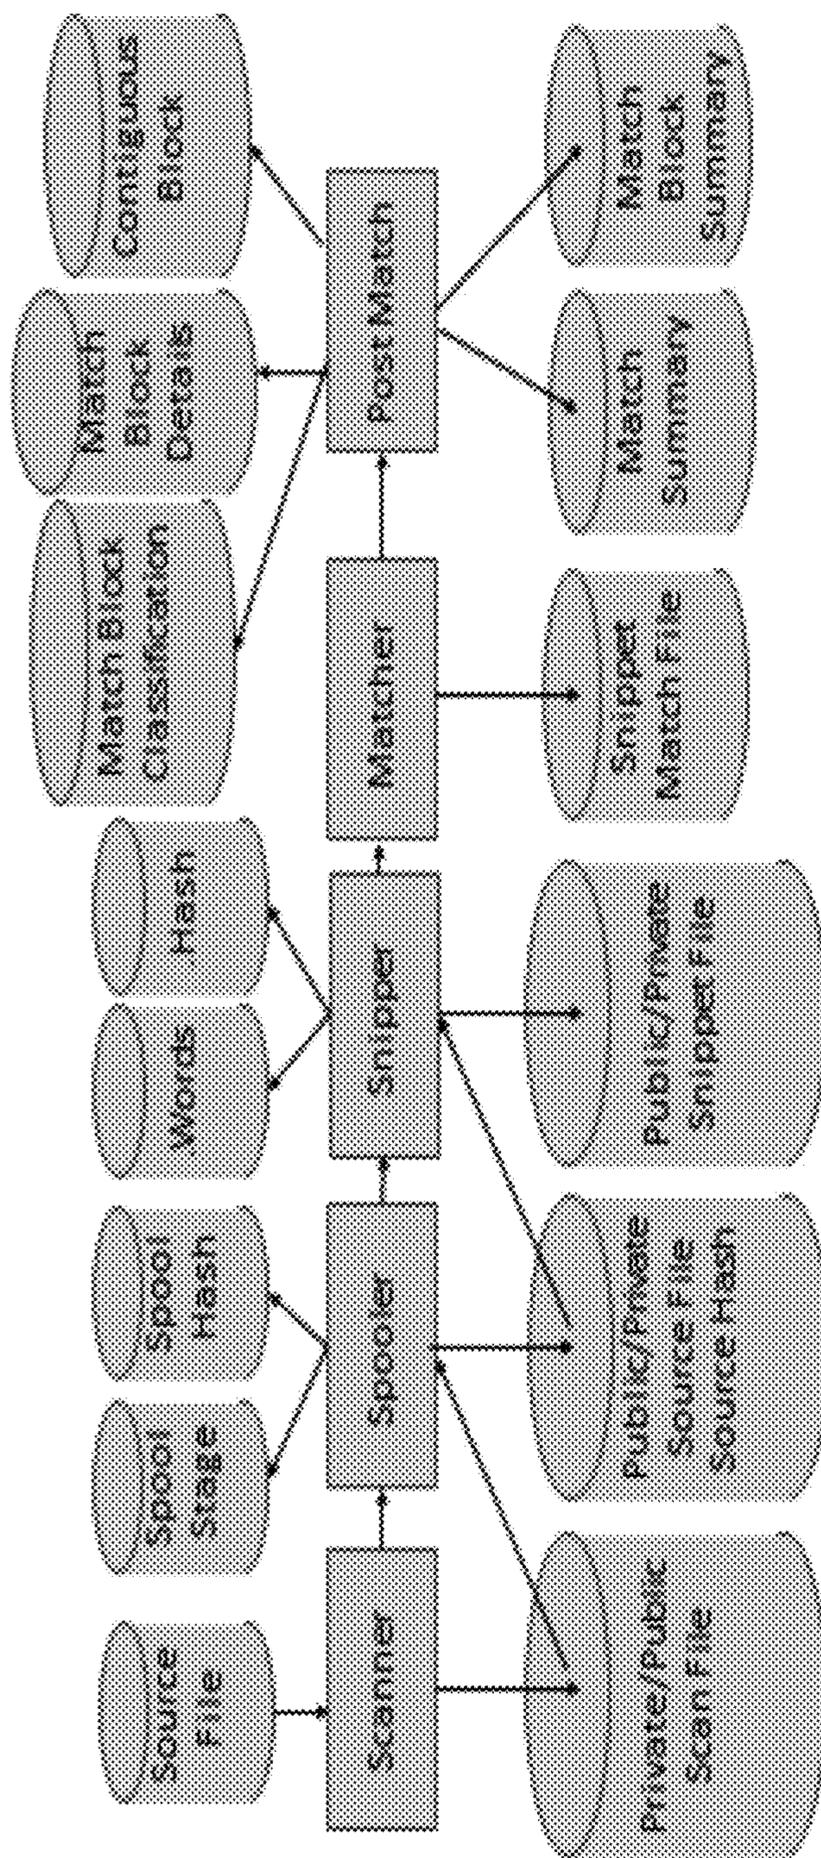 Source
File
Spool
Stage
Spool
Hash
.Words
.Hash
Match Block
Classification
Match
Block
Details
Contiguous
Block
Scanner
Spooler
Snipper
Matcher
Post Match
Private/Public
Scan File
Public/Private
Source File
Source Hash
Public/Private
Snippet File
Snippet
Match File
Match
Summary
Match
Block
Summary